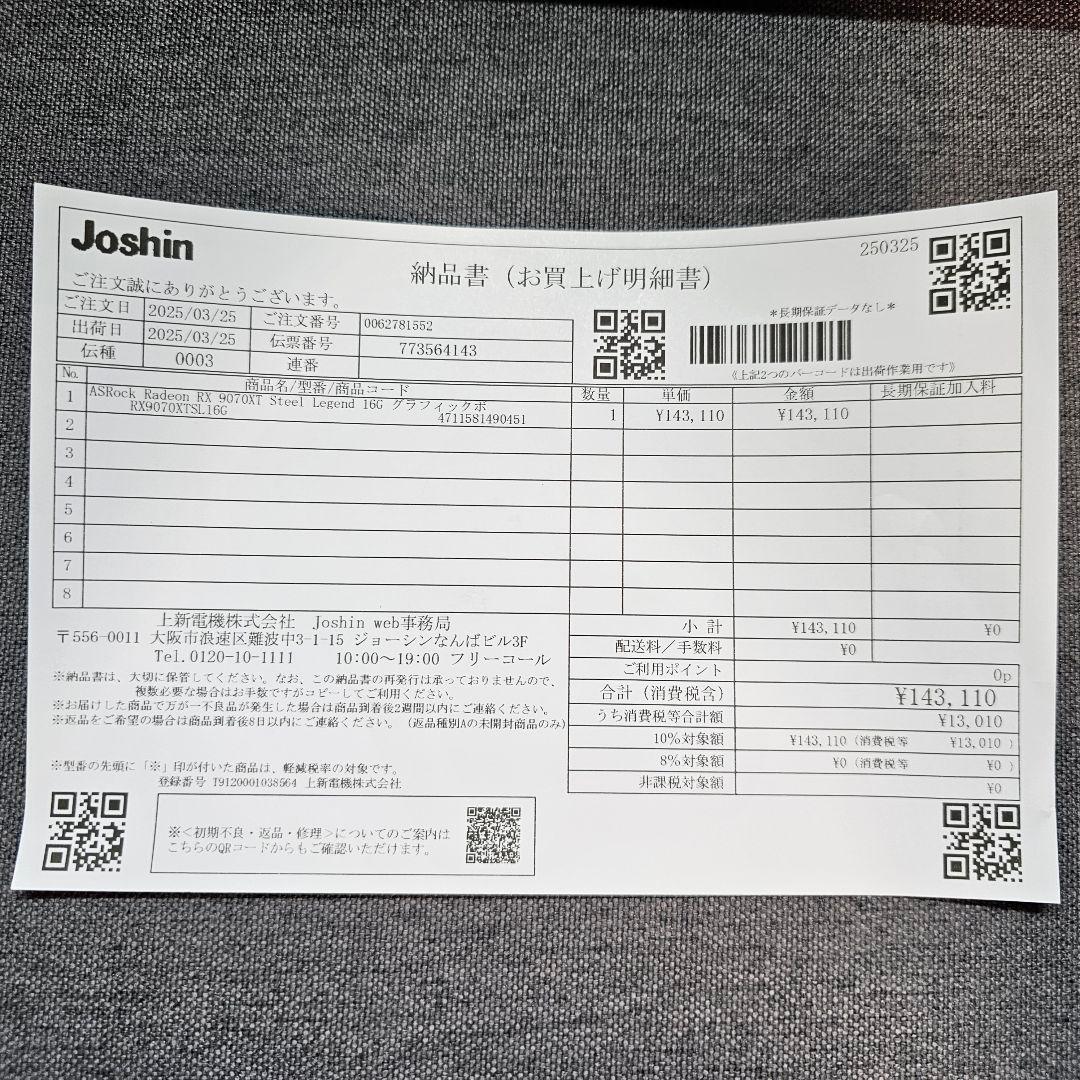 Joshin
納品書（お買上げ明細書）
250325
ご注文誠にありがとうございます。
＊長期保証データなし＊
ご注文日 2025/03/25 ご注文番号 0062781552
出荷日 2025/03/25 伝票番号 773564143
伝種 0003 連番
《上記2つのバーコードは出荷作業用です》
No. 商品名/型番/商品コード 数量 単価 金額 長期保証加入料
1 ASRock Radeon RX 9070XT Steel Legend 16G グラフィックボ
RX9070XTSL16G 4711581490451 1 ¥143,110 ¥143,110
2
3
4
5
6
7
8
上新電機株式会社 Joshin web事務局
〒556-0011 大阪市浪速区難波中3-1-15 ジョーシンなんばビル3F
Tel.0120-10-1111 10:00～19:00 フリーコール
※納品書は、大切に保管してください。なお、この納品書の再発行は承っておりませんので、
複数必要な場合はお手数ですがコピーしてご利用ください。
※お届けした商品で万が一不良品が発生した場合は商品到着後2週間以内にご連絡ください。
※返品をご希望の場合は商品到着後8日以内にご連絡ください。（返品種別Aの未開封商品のみ）
※型番の先頭に「※」印が付いた商品は、軽減税率の対象です。
登録番号 T9120001038564 上新電機株式会社
小 計 ¥143,110 ¥0
配送料／手数料 ¥0
ご利用ポイント 0p
合計（消費税含） ¥143,110
うち消費税等合計額 ¥13,010
10％対象額 ¥143,110（消費税等 ¥13,010 ）
8％対象額 ¥0（消費税等 ¥0 ）
非課税対象額 ¥0
※＜初期不良・返品・修理＞についてのご案内は
こちらのQRコードからもご確認いただけます。